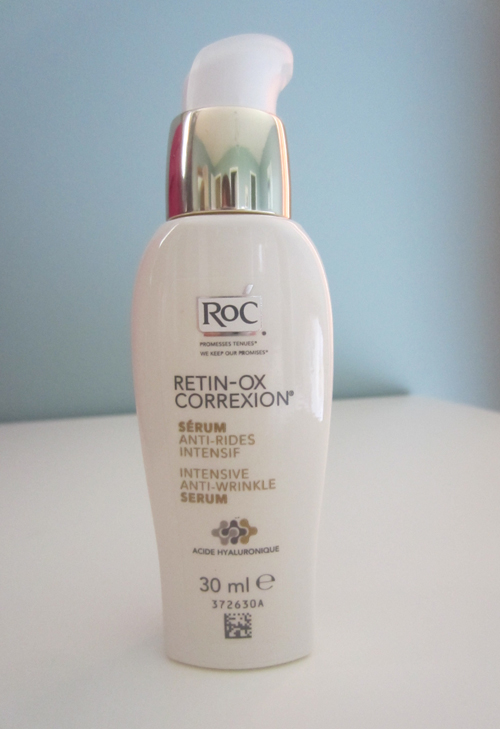 RoC
PROMESSES TENUES*
WE KEEP OUR PROMISES*
RETIN-OX
CORREXION®
SÉRUM
ANTI-RIDES
INTENSIF
INTENSIVE
ANTI-WRINKLE
SERUM
ACIDE HYALURONIQUE
30 ml ℮
372630A